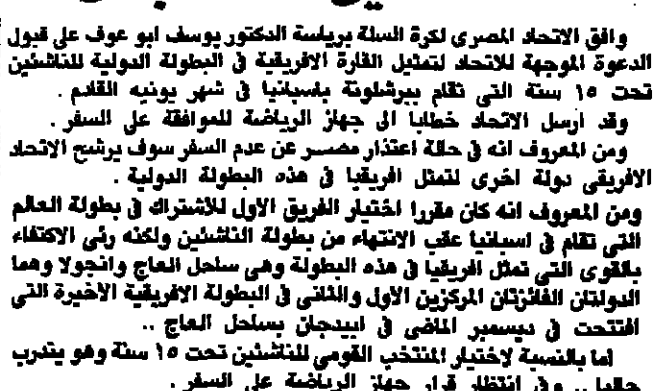 وافق الاتحاد المصرى لكرة السلة برياسة الدكتور يوسف ابو عوف على قبول
الدعوة الموجهة للاتحاد لتمثيل القارة الافريقية فى البطولة الدولية للناشئين
تحت ١٥ سنة التى تقام ببرشلونة باسبانيا فى شهر يونيه القادم .
وقد ارسل الاتحاد خطابا الى جهاز الرياضة للموافقة على السفر .
ومن المعروف انه فى حالة اعتذار مصر عن عدم السفر سوف يرشح الاتحاد
الافريقى دولة اخرى لتمثل افريقيا فى هذه البطولة الدولية .
ومن المعروف انه كان مقررا اختيار الفريق الاول للأشتراك فى بطولة العالم
التى تقام فى اسبانيا عقب الانتهاء من بطولة الناشئين ولكنه رئى الاكتفاء
بالقوى التى تمثل افريقيا فى هذه البطولة وهى ساحل العاج وانجولا وهما
الدولتان الفائزتان المركزين الاول والثانى فى البطولة الافريقية الاخيرة التى
افتتحت فى ديسمبر الماضى فى ابيدجان بساحل العاج ..
اما بالنسبة لاختيار المنتخب القومى للناشئين تحت ١٥ سنة وهو يتدرب
حاليا .. وفى انتظار قرار جهاز الرياضة على السفر .